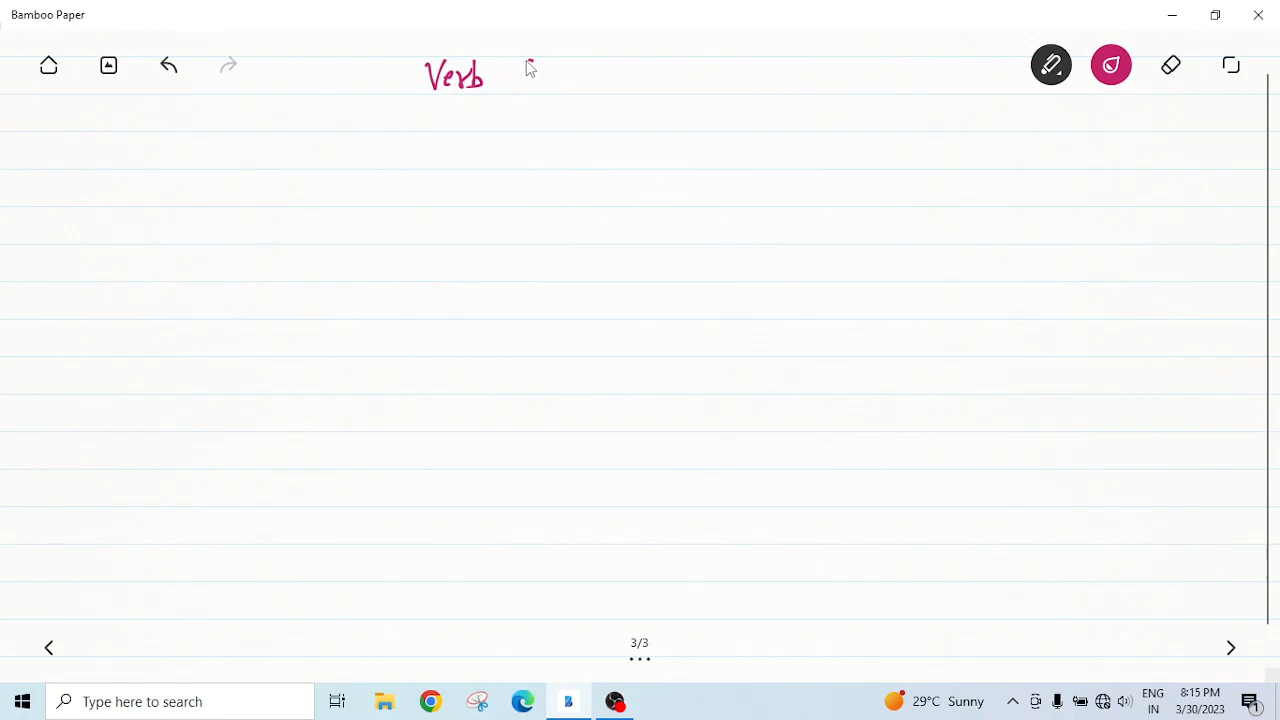 Bamboo Paper
Verb
3/3
Type here to search
29°C Sunny
ENG
IN
8:15 PM
3/30/2023
1